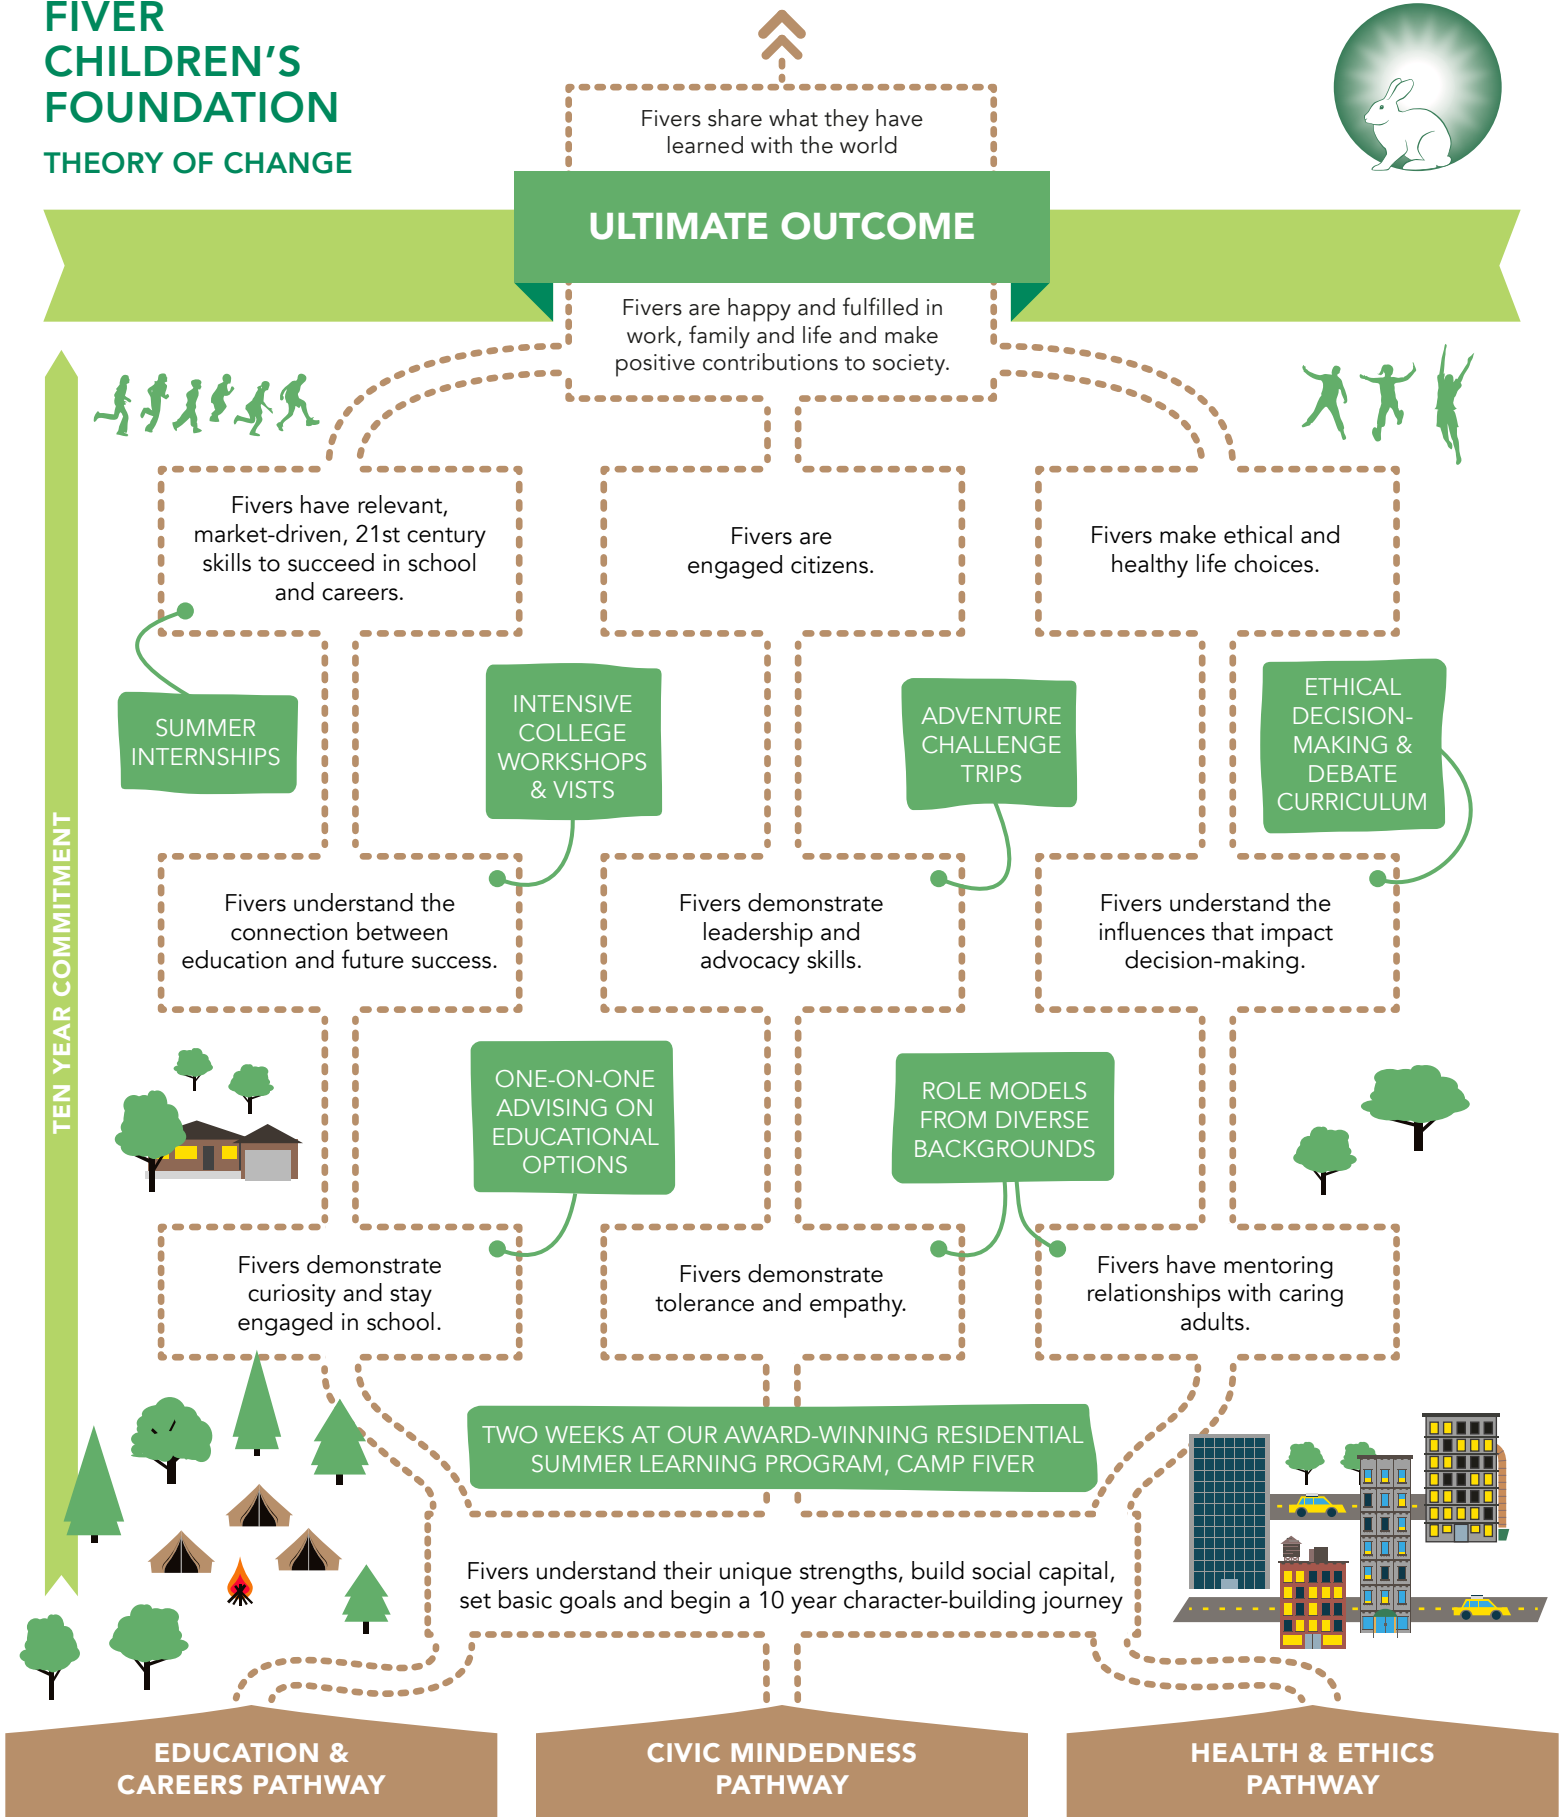 FIVER
CHILDREN'S
FOUNDATION
THEORY OF CHANGE
Fivers share what they have
learned with the world
ULTIMATE OUTCOME
Fivers are happy and fulfilled in
work, family and life and make
positive contributions to society.
TEN YEAR COMMITMENT
Fivers have relevant,
market-driven, 21st century
skills to succeed in school
and careers.
Fivers are
engaged citizens.
Fivers make ethical and
healthy life choices.
SUMMER
INTERNSHIPS
INTENSIVE
COLLEGE
WORKSHOPS
& VISTS
ADVENTURE
CHALLENGE
TRIPS
ETHICAL
DECISION-
MAKING &
DEBATE
CURRICULUM
Fivers understand the
connection between
education and future success.
Fivers demonstrate
leadership and
advocacy skills.
Fivers understand the
influences that impact
decision-making.
ONE-ON-ONE
ADVISING ON
EDUCATIONAL
OPTIONS
ROLE MODELS
FROM DIVERSE
BACKGROUNDS
Fivers demonstrate
curiosity and stay
engaged in school.
Fivers demonstrate
tolerance and empathy.
Fivers have mentoring
relationships with caring
adults.
TWO WEEKS AT OUR AWARD-WINNING RESIDENTIAL
SUMMER LEARNING PROGRAM, CAMP FIVER
Fivers understand their unique strengths, build social capital,
set basic goals and begin a 10 year character-building journey
EDUCATION &
CAREERS PATHWAY
CIVIC MINDEDNESS
PATHWAY
HEALTH & ETHICS
PATHWAY